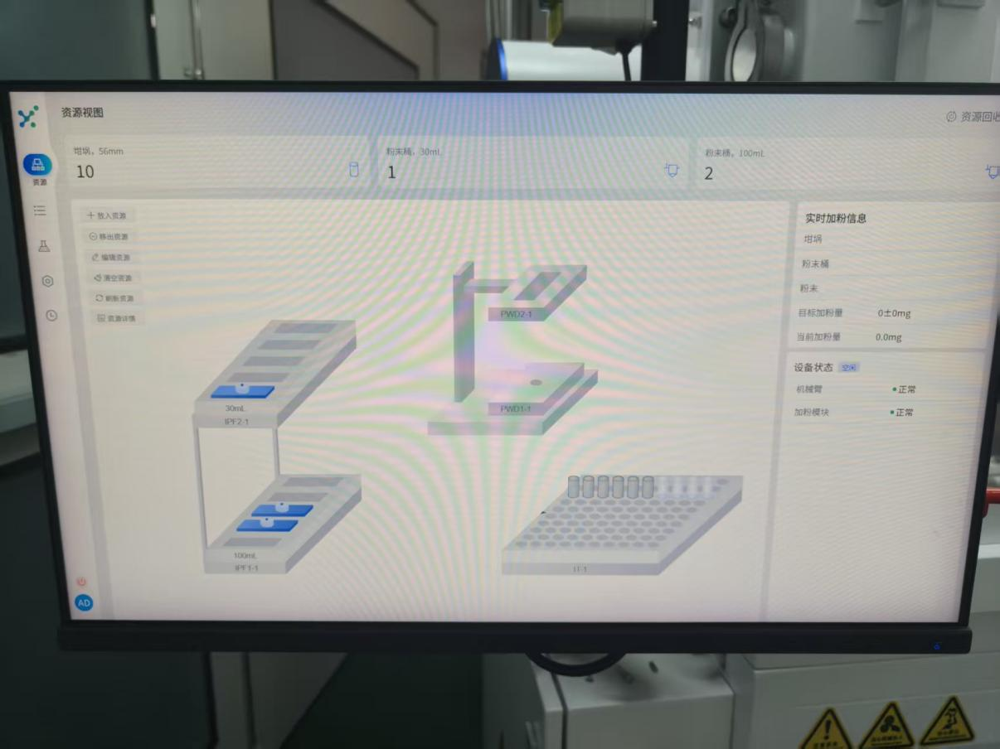 资源视图
资源回收
坩埚，56mm
10
粉末桶，30mL
1
粉末桶，100mL
2
资源
放入资源
移出资源
编辑资源
清空资源
刷新资源
资源详情
PWD2-1
PWD1-1
30mL
IPF2-1
100mL
IPF1-1
IT-1
实时加粉信息
坩埚
粉末桶
粉末
目标加粉量 0±0mg
当前加粉量 0.0mg
设备状态 空闲
机械臂 正常
加粉模块 正常
AD